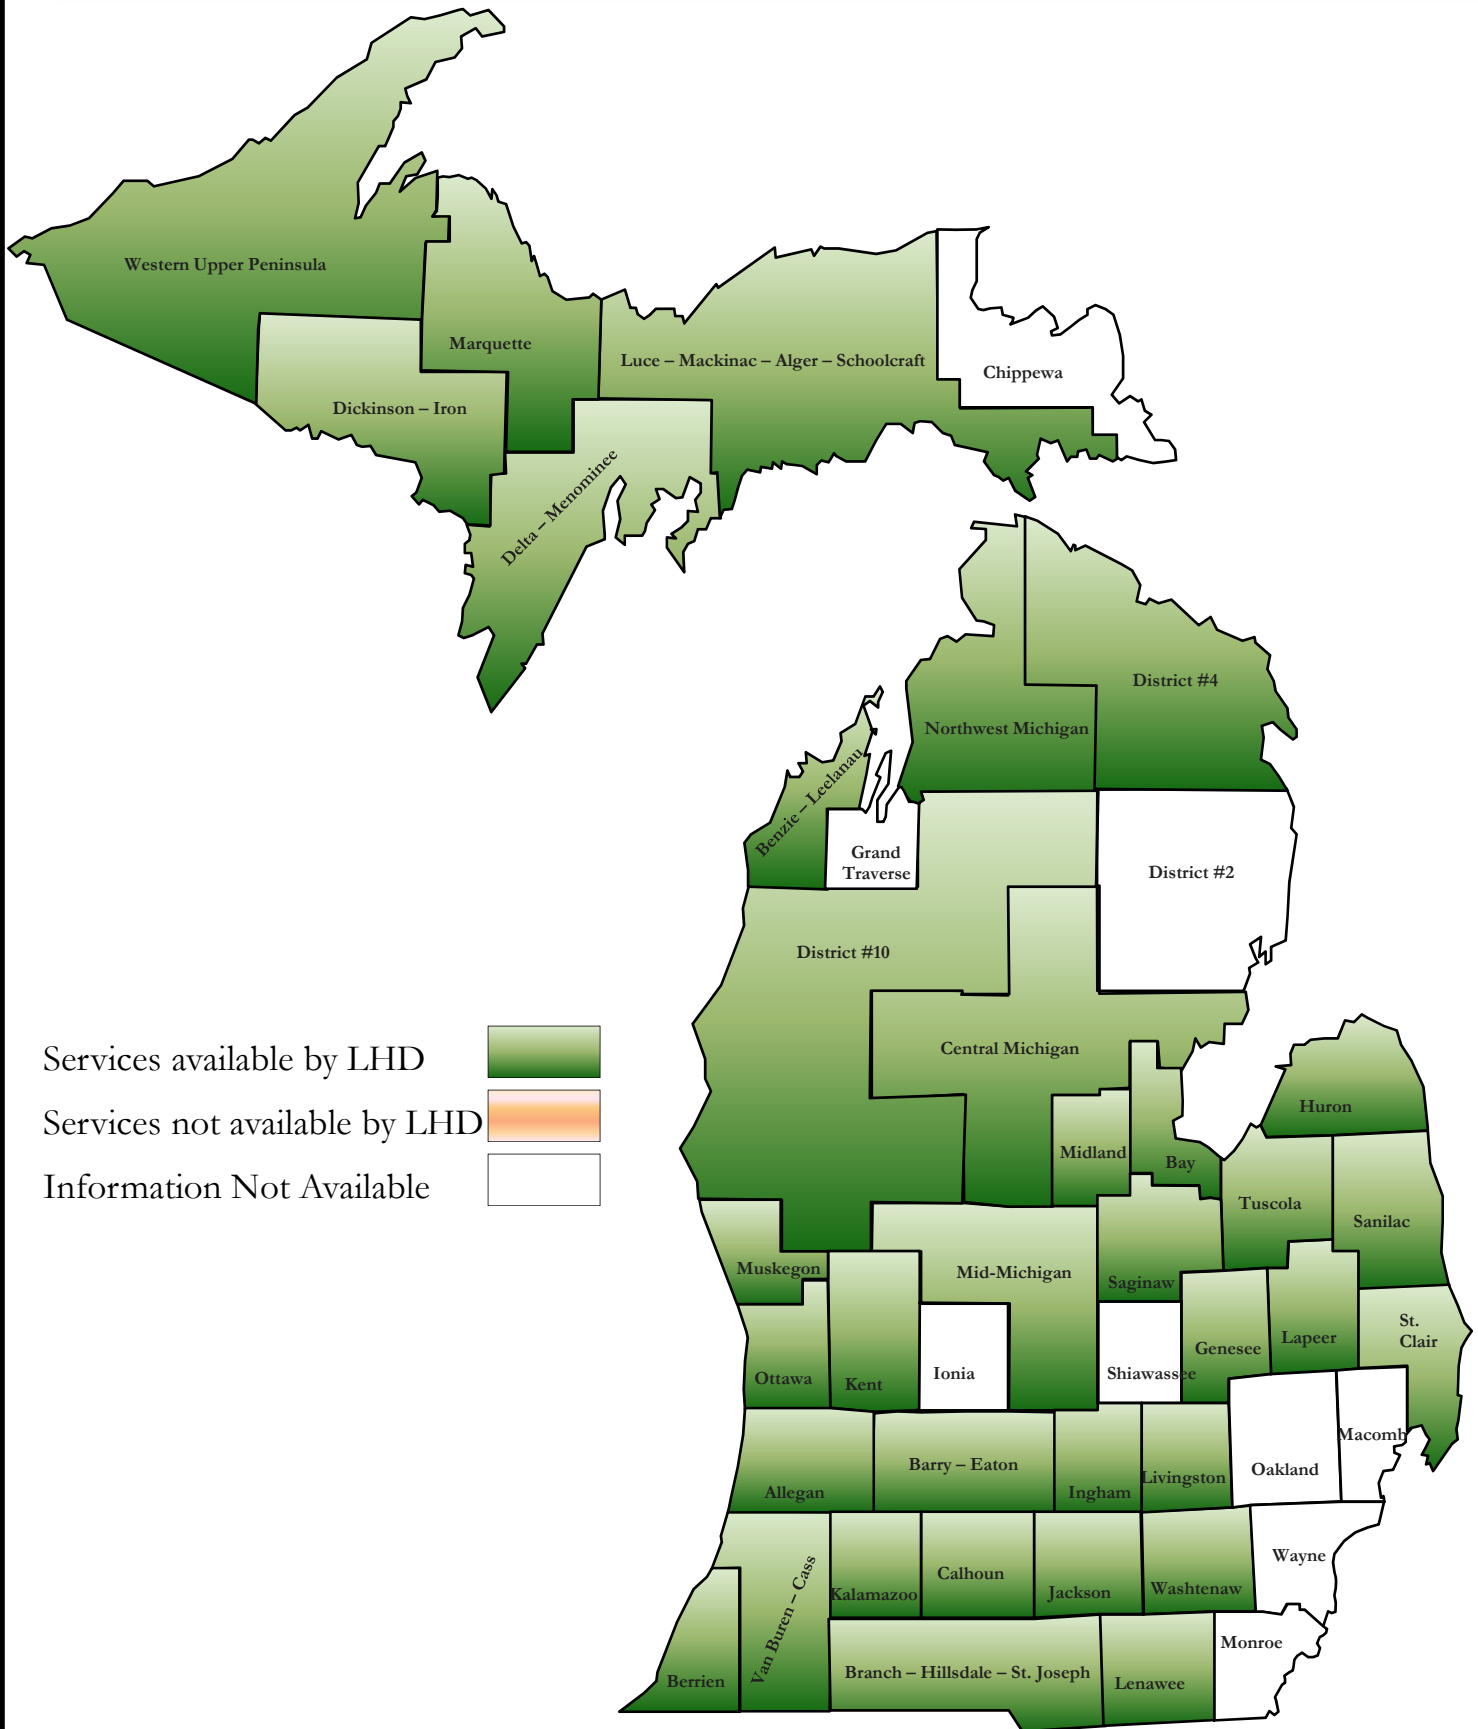 Western Upper Peninsula
Marquette
Luce – Mackinac – Alger – Schoolcraft
Chippewa
Dickinson – Iron
Delta – Menominee
District #4
Northwest Michigan
Benzie – Leelanau
Grand
Traverse
District #2
District #10
Central Michigan
Services available by LHD
Services not available by LHD
Information Not Available
Huron
Midland
Bay
Tuscola
Sanilac
Muskegon
Mid-Michigan
Saginaw
St.
Clair
Lapeer
Genesee
Ottawa
Kent
Ionia
Shiawassee
Macomb
Oakland
Barry – Eaton
Livingston
Allegan
Ingham
Wayne
Van Buren – Cass
Kalamazoo
Calhoun
Jackson
Washtenaw
Monroe
Berrien
Branch – Hillsdale – St. Joseph
Lenawee